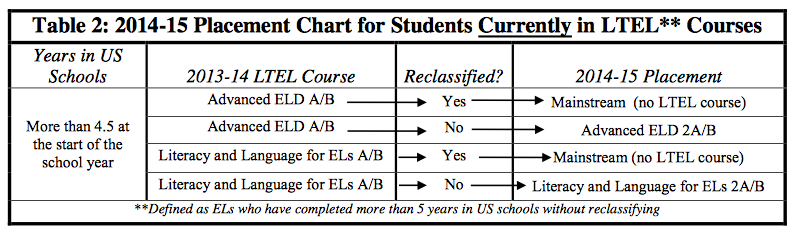 Table 2: 2014-15 Placement Chart for Students Currently in LTEL** Courses
Years in US Schools 2013-14 LTEL Course Reclassified? 2014-15 Placement
More than 4.5 at the start of the school year
Advanced ELD A/B Yes Mainstream (no LTEL course)
Advanced ELD A/B No Advanced ELD 2A/B
Literacy and Language for ELs A/B Yes Mainstream (no LTEL course)
Literacy and Language for ELs A/B No Literacy and Language for ELs 2A/B
**Defined as ELs who have completed more than 5 years in US schools without reclassifying